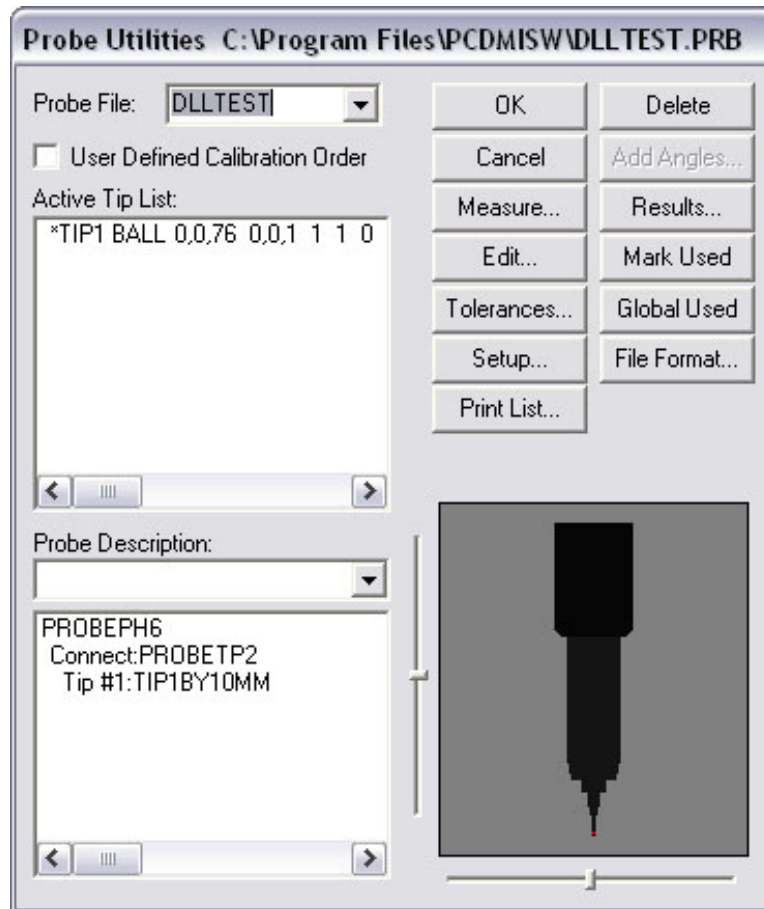 Probe Utilities C:\Program Files\PCDMISW\DLLTEST.PRB
Probe File: DLLTEST
User Defined Calibration Order
Active Tip List:
*TIP1 BALL 0,0,76 0,0,1 1 1 0
OK
Delete
Cancel
Add Angles...
Measure...
Results...
Edit...
Mark Used
Tolerances...
Global Used
Setup...
File Format...
Print List...
Probe Description:
PROBEPH6
Connect:PROBETP2
Tip #1:TIP1BY10MM